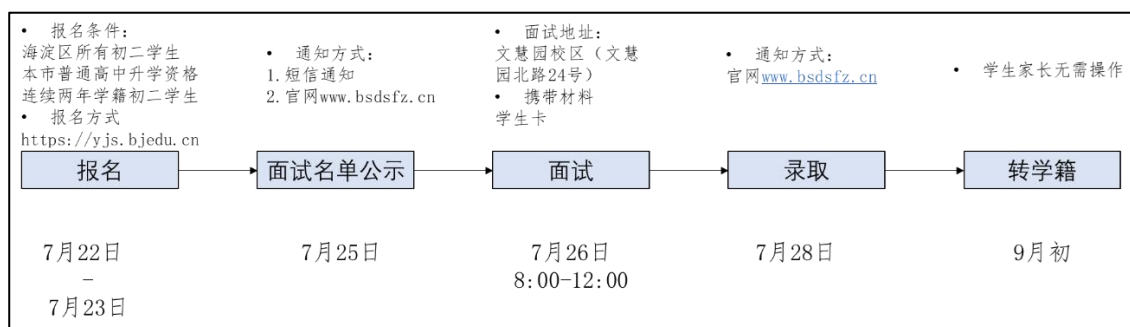 • 报名条件：
海淀区所有初二学生
本市普通高中升学资格
连续两年学籍初二学生
• 报名方式
https://yjs.bjedu.cn
报名
7月22日
–
7月23日
• 通知方式：
1.短信通知
2.官网www.bsdsfz.cn
面试名单公示
7月25日
• 面试地址：
文慧园校区（文慧
园北路24号）
• 携带材料
学生卡
面试
7月26日
8:00-12:00
• 通知方式：
官网www.bsdsfz.cn
录取
7月28日
• 学生家长无需操作
转学籍
9月初